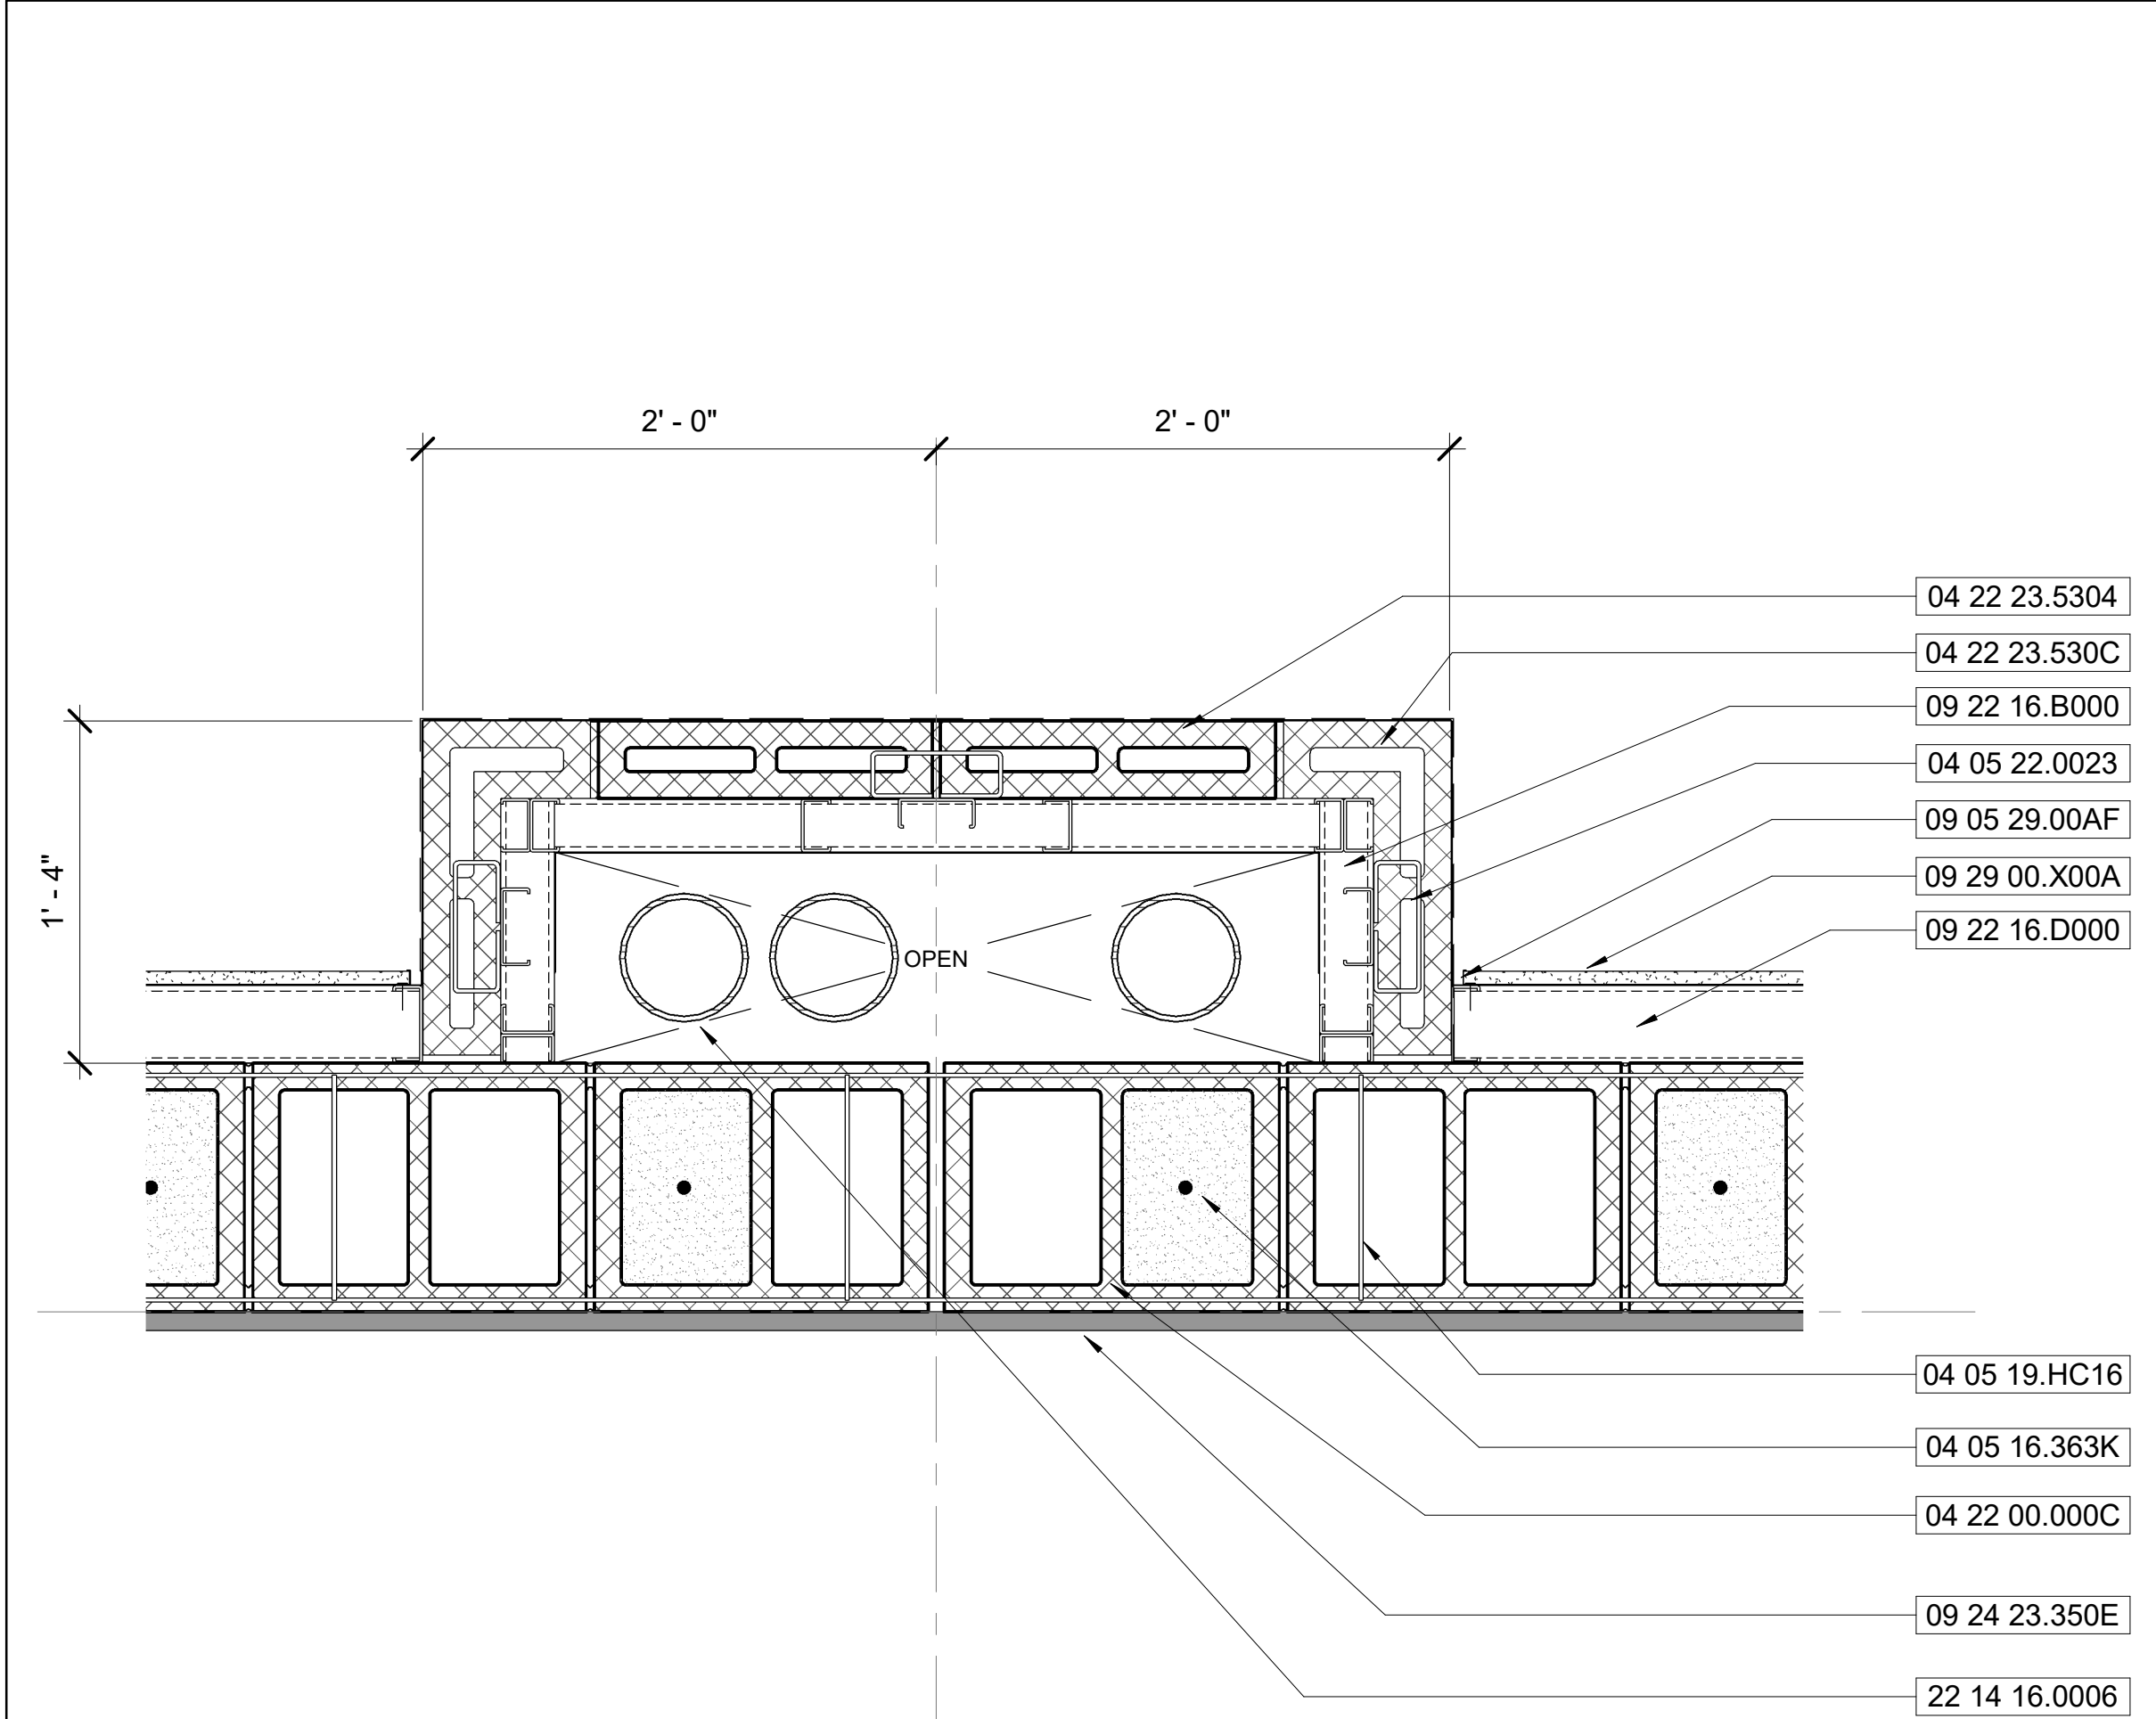 2' - 0"
2' - 0"
04 22 23.5304
04 22 23.530C
09 22 16.B000
04 05 22.0023
09 05 29.00AF
09 29 00.X00A
09 22 16.D000
1' - 4"
OPEN
04 05 19.HC16
04 05 16.363K
04 22 00.000C
09 24 23.350E
22 14 16.0006